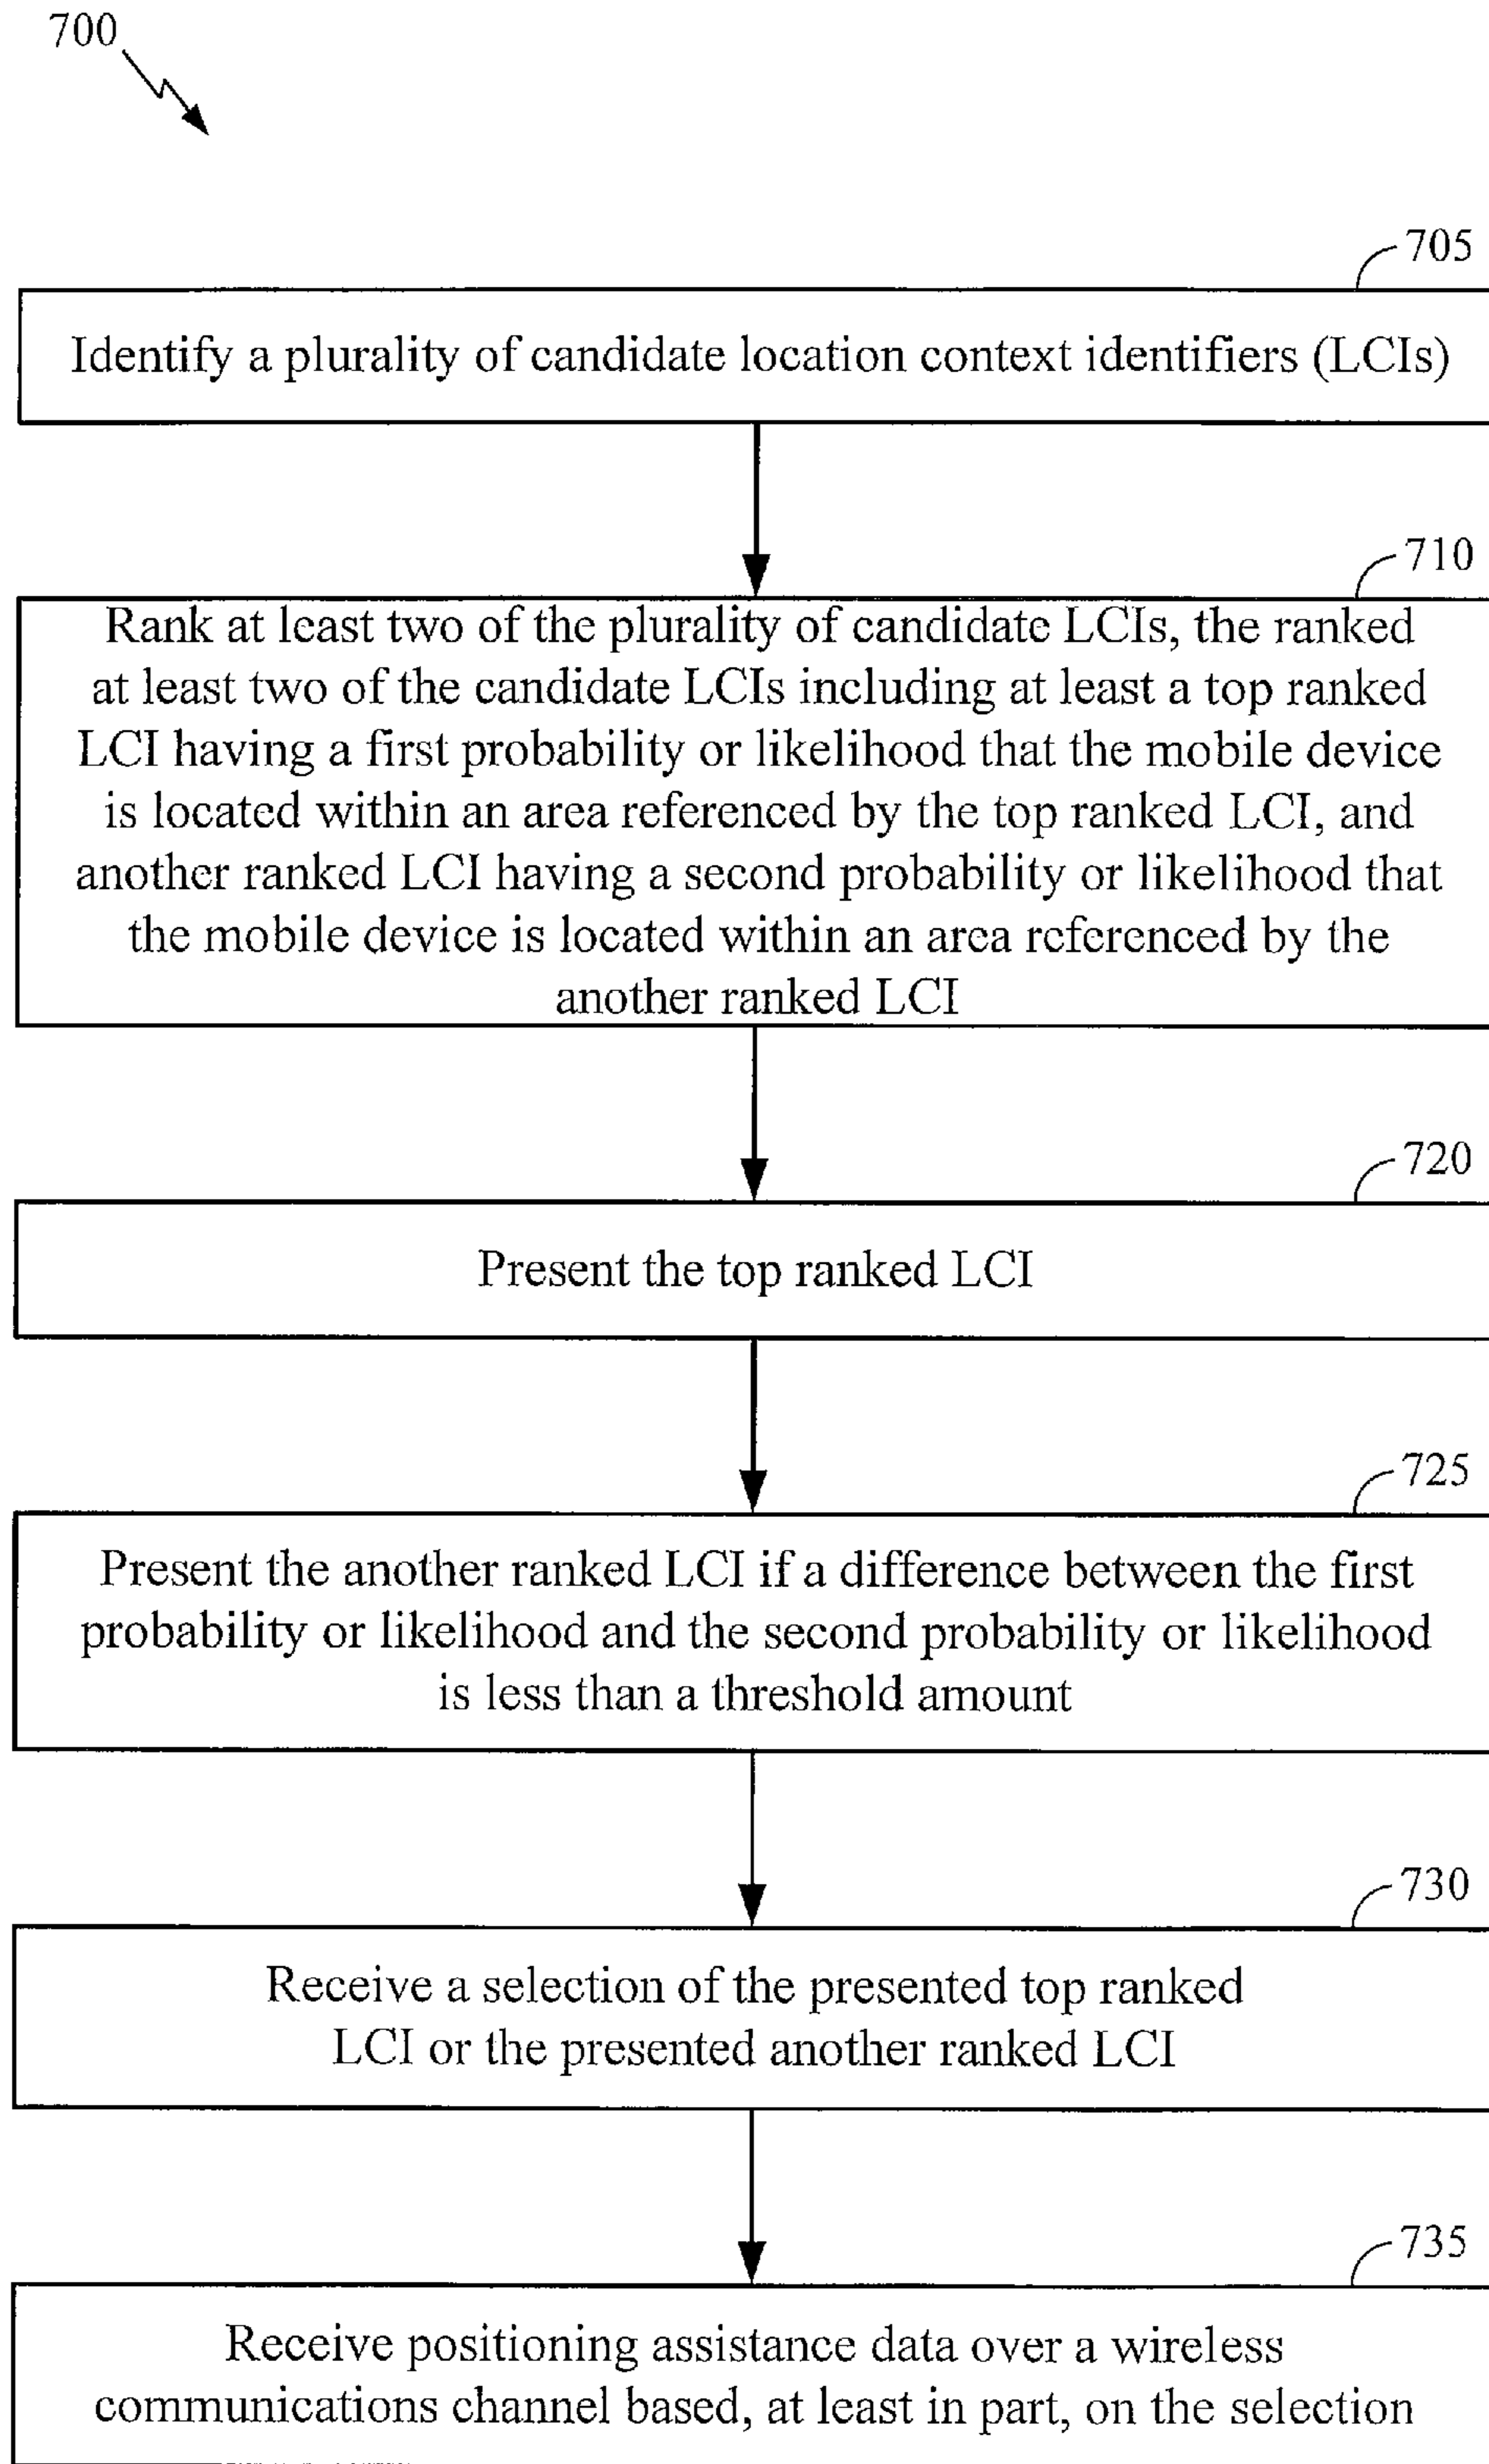 700
705
Identify a plurality of candidate location context identifiers (LCIs)
710
Rank at least two of the plurality of candidate LCIs, the ranked
at least two of the candidate LCIs including at least a top ranked
LCI having a first probability or likelihood that the mobile device
is located within an area referenced by the top ranked LCI, and
another ranked LCI having a second probability or likelihood that
the mobile device is located within an area referenced by the
another ranked LCI
720
Present the top ranked LCI
725
Present the another ranked LCI if a difference between the first
probability or likelihood and the second probability or likelihood
is less than a threshold amount
730
Receive a selection of the presented top ranked
LCI or the presented another ranked LCI
735
Receive positioning assistance data over a wireless
communications channel based, at least in part, on the selection